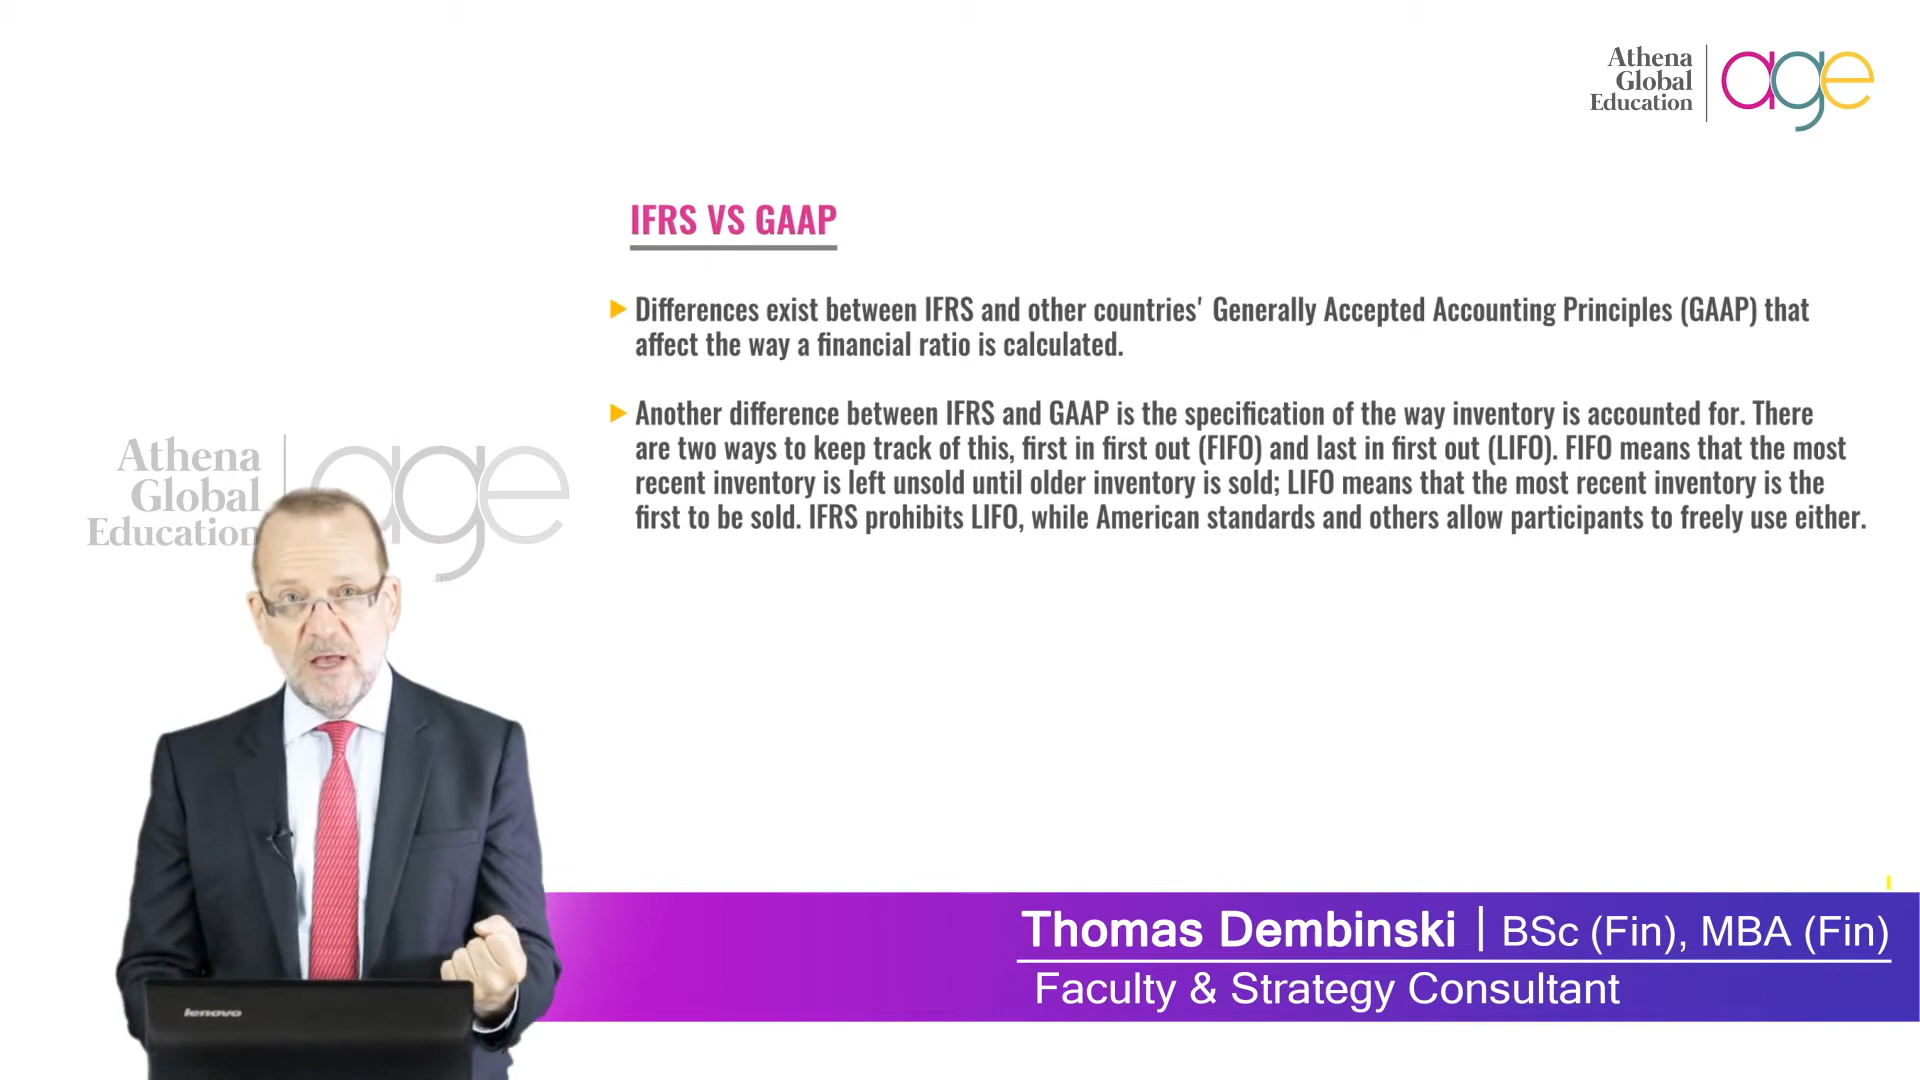 Athena
Global
Education
age
IFRS VS GAAP
Differences exist between IFRS and other countries' Generally Accepted Accounting Principles (GAAP) that
affect the way a financial ratio is calculated.
Another difference between IFRS and GAAP is the specification of the way inventory is accounted for. There
are two ways to keep track of this, first in first out (FIFO) and last in first out (LIFO). FIFO means that the most
recent inventory is left unsold until older inventory is sold; LIFO means that the most recent inventory is the
first to be sold. IFRS prohibits LIFO, while American standards and others allow participants to freely use either.
Athena
Global
Education
age
Thomas Dembinski | BSc (Fin), MBA (Fin)
Faculty & Strategy Consultant
lenovo